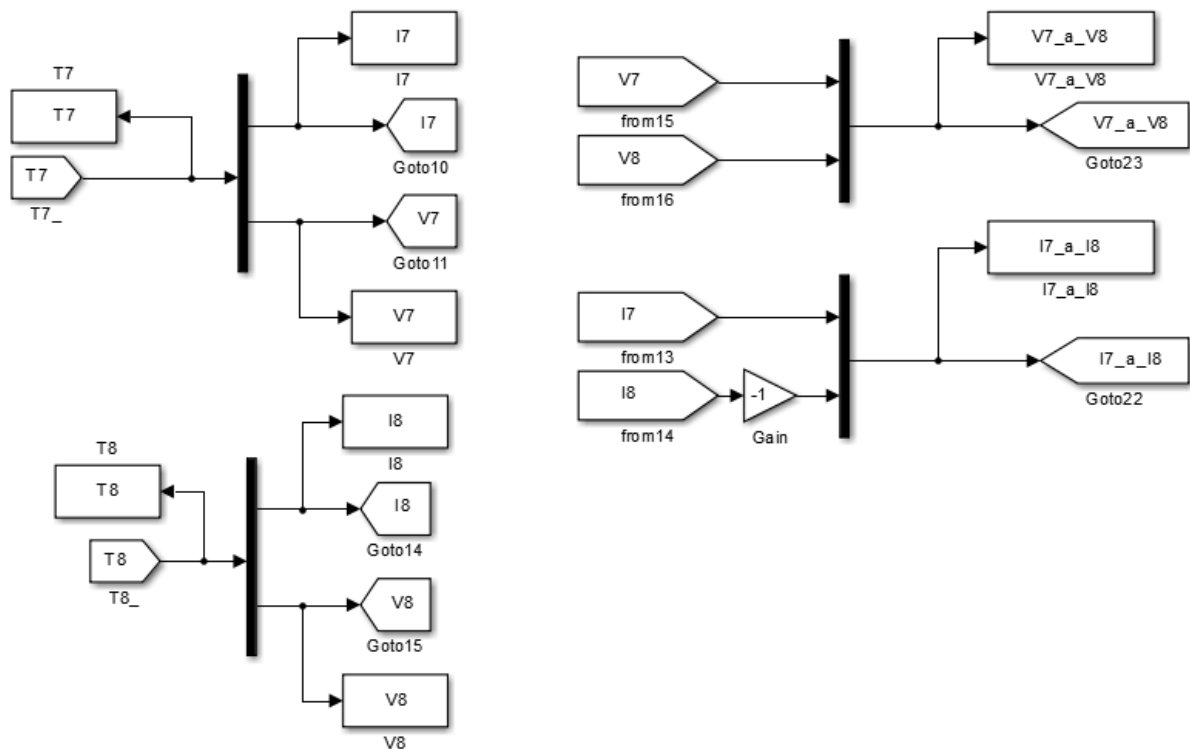 T7
T7
T7
T7_
I7
I7
I7
Goto10
V7
Goto11
V7
V7
T8
T8
T8
T8_
I8
I8
I8
Goto14
V8
Goto15
V8
V8
V7
from15
V8
from16
V7_a_V8
V7_a_V8
V7_a_V8
Goto23
I7
from13
I8
from14
-1
Gain
I7_a_I8
I7_a_I8
I7_a_I8
Goto22